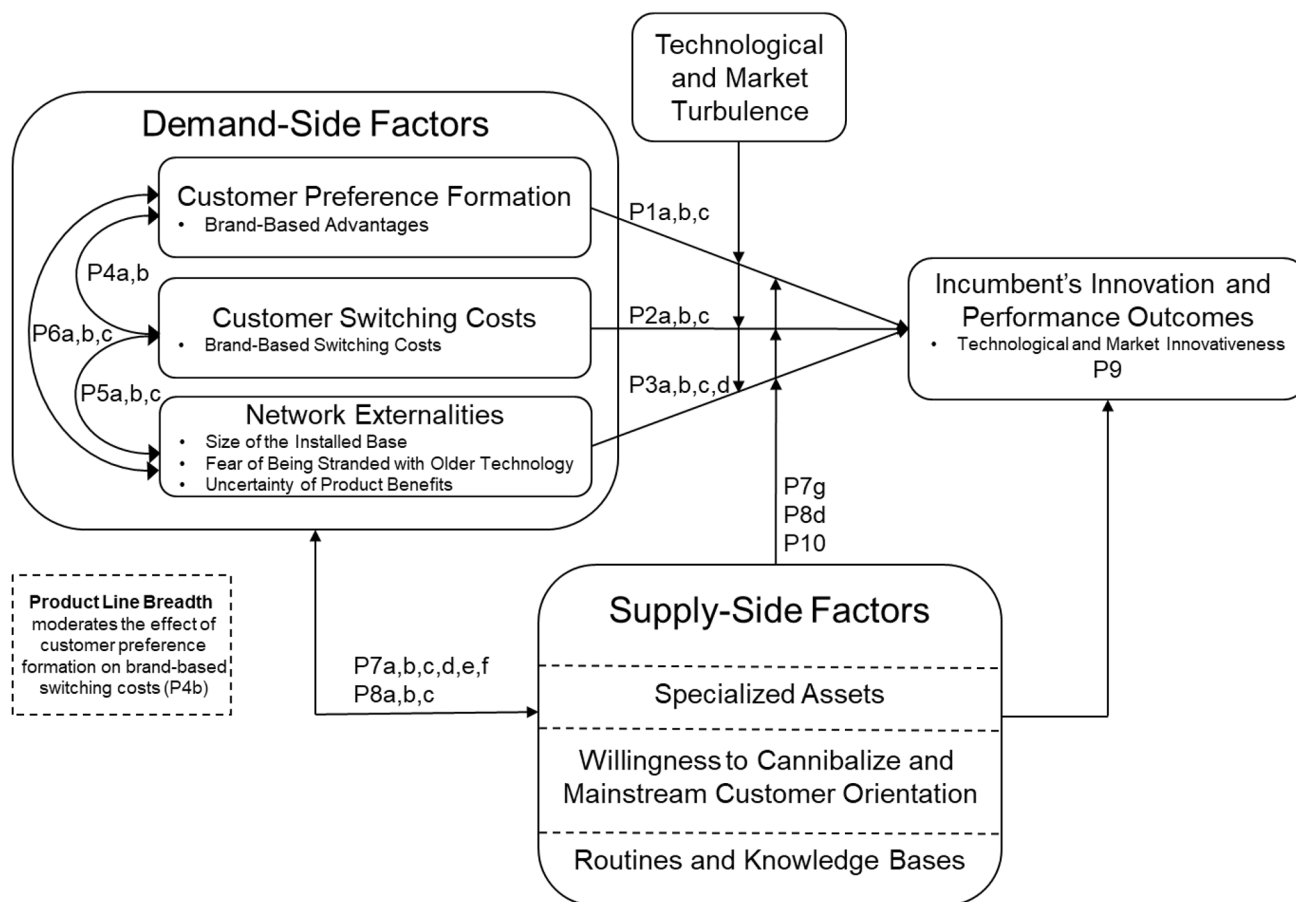 Technological
and Market
Turbulence
Demand-Side Factors
Customer Preference Formation
• Brand-Based Advantages
P1a,b,c
P4a,b
Customer Switching Costs
• Brand-Based Switching Costs
P2a,b,c
P6a,b,c
P5a,b,c
P3a,b,c,d
Network Externalities
• Size of the Installed Base
• Fear of Being Stranded with Older Technology
• Uncertainty of Product Benefits
Incumbent's Innovation and
Performance Outcomes
• Technological and Market Innovativeness
P9
P7g
P8d
P10
Product Line Breadth
moderates the effect of
customer preference
formation on brand-based
switching costs (P4b)
P7a,b,c,d,e,f
P8a,b,c
Supply-Side Factors
Specialized Assets
Willingness to Cannibalize and
Mainstream Customer Orientation
Routines and Knowledge Bases